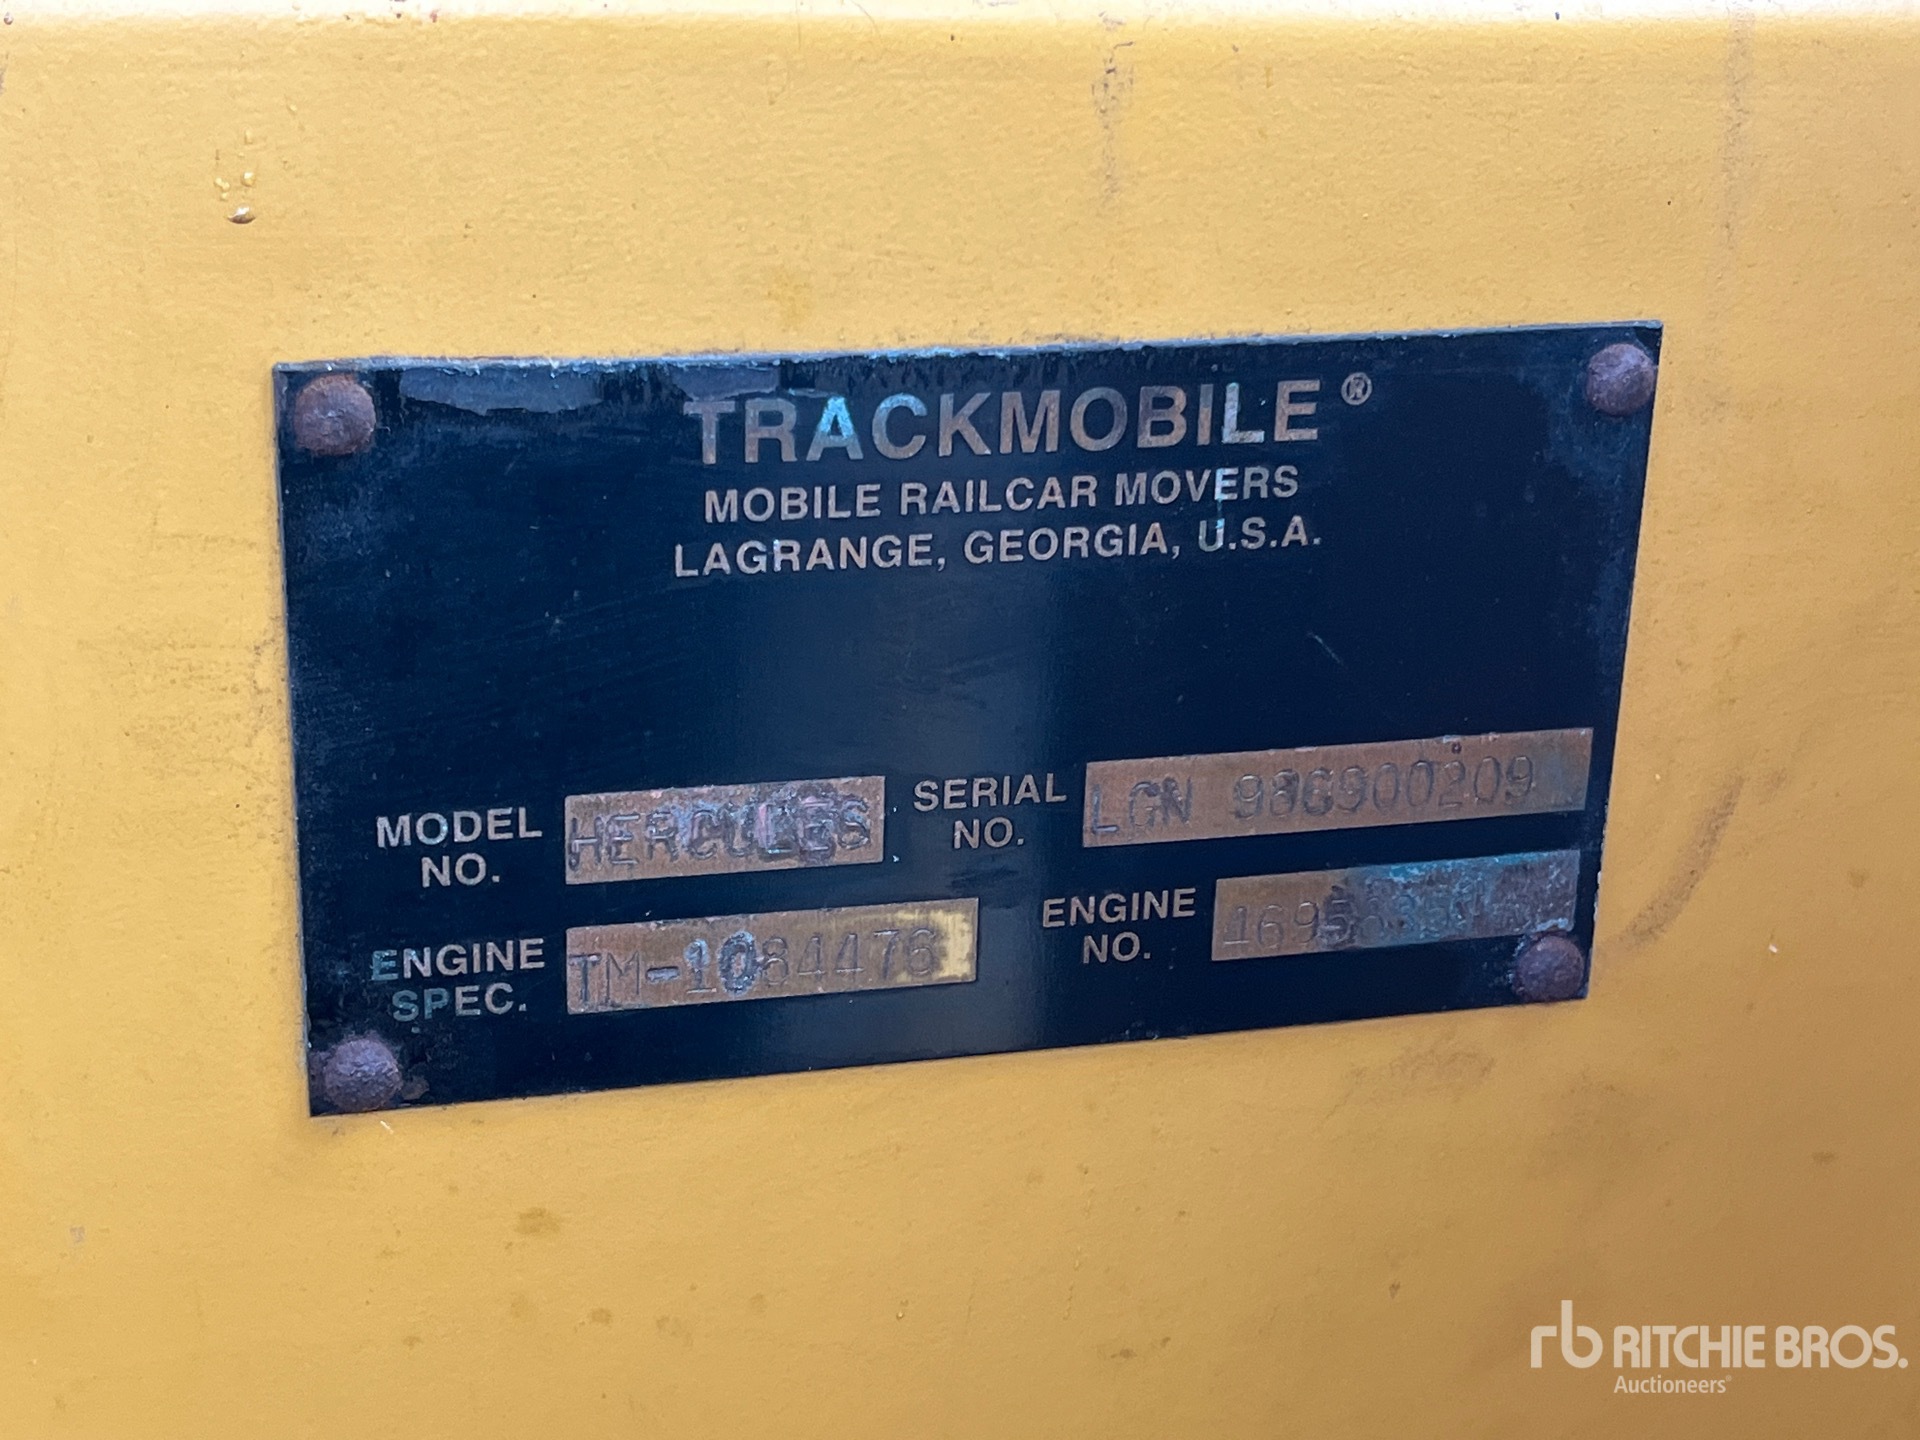 TRACKMOBILE®
MOBILE RAILCAR MOVERS
LAGRANGE, GEORGIA, U.S.A.
MODEL NO. HERCULES
SERIAL NO. LGN
ENGINE SPEC. TM-1084476
ENGINE NO.
rb RITCHIE BROS.
Auctioneers